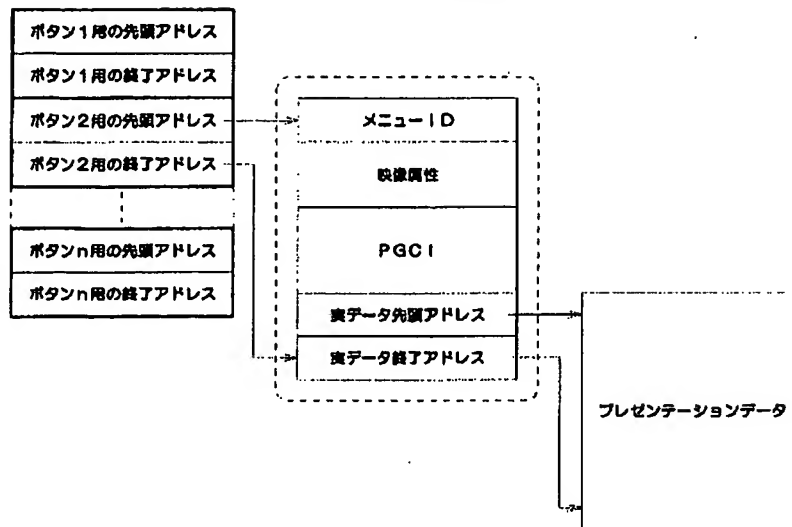 ボタン1用の先頭アドレス
ボタン1用の終了アドレス
ボタン2用の先頭アドレス
ボタン2用の終了アドレス
ボタンn用の先頭アドレス
ボタンn用の終了アドレス
メニューID
映像属性
PGCI
実データ先頭アドレス
実データ終了アドレス
プレゼンテーションデータ